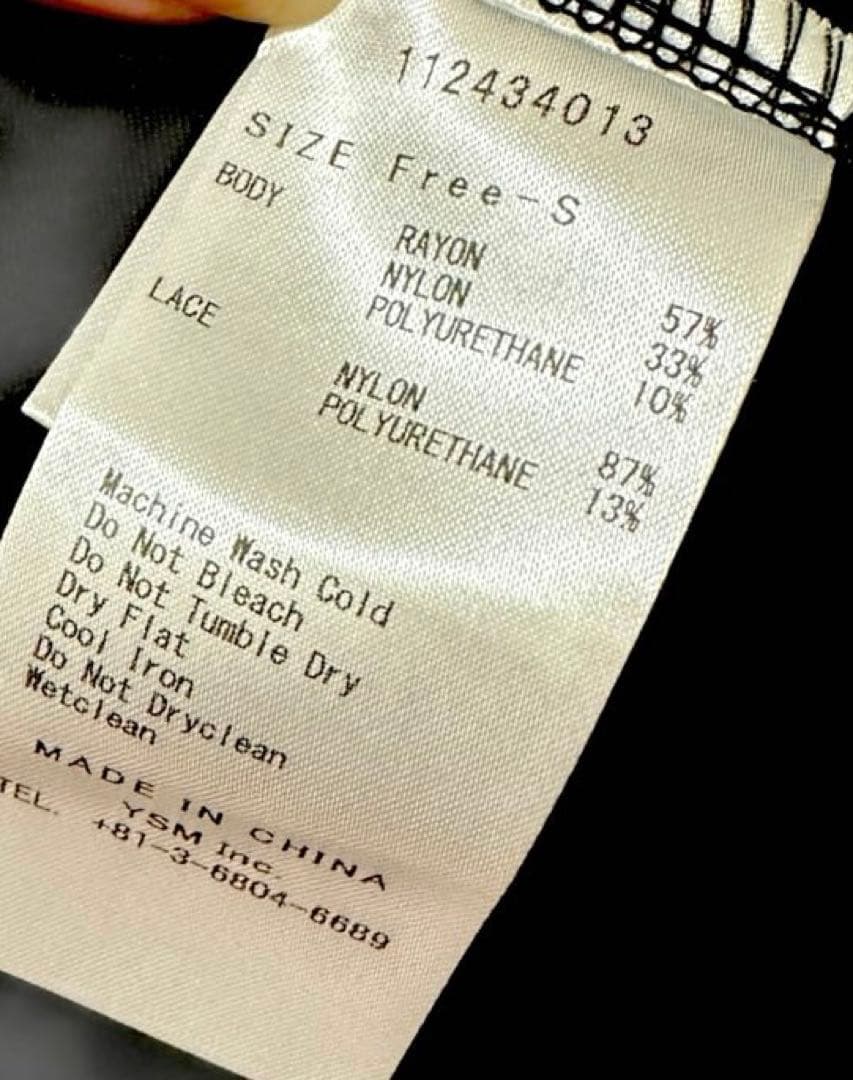 112434013
SIZE Free-S
BODY
RAYON 57%
NYLON 33%
POLYURETHANE 10%
LACE
NYLON 87%
POLYURETHANE 13%
Machine Wash Cold
Do Not Bleach
Do Not Tumble Dry
Dry Flat
Cool Iron
Do Not Dryclean
Wetclean
MADE IN CHINA
YSM Inc.
TEL. +81-3-6804-6689